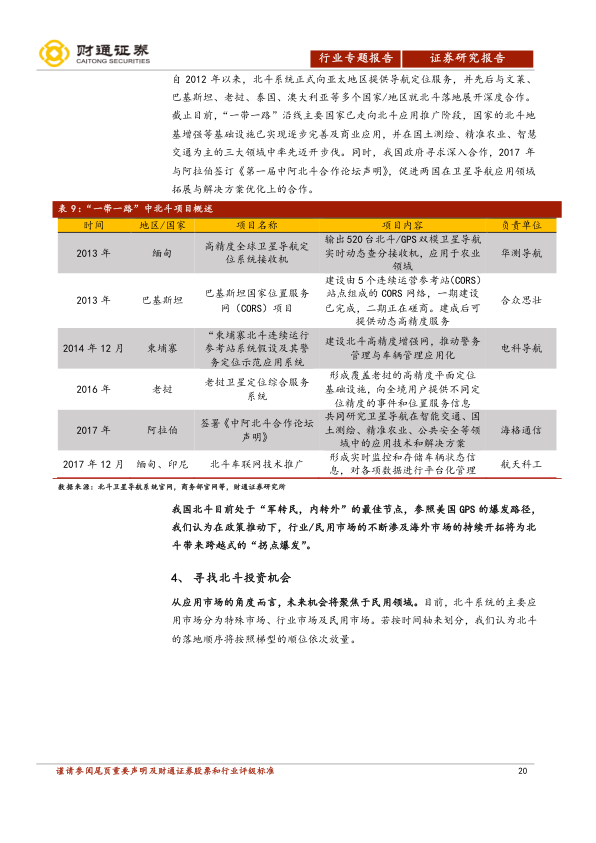 财通证券
CAITONG SECURITIES
行业专题报告
证券研究报告
自 2012 年以来，北斗系统正式向亚太地区提供导航定位服务，并先后与文莱、
巴基斯坦、老挝、泰国、澳大利亚等多个国家/地区就北斗落地展开深度合作。
截止目前，“一带一路”沿线主要国家已走向北斗应用推广阶段，国家的北斗地
基增强等基础设施已实现逐步完善及商业应用，并在国土测绘、精准农业、智慧
交通为主的三大领域中率先迈开步伐。同时，我国政府寻求深入合作，2017 年
与阿拉伯签订《第一届中阿北斗合作论坛声明》，促进两国在卫星导航应用领域
拓展与解决方案优化上的合作。
表 9：“一带一路”中北斗项目概述
时间 地区/国家 项目名称 项目内容 负责单位
2013 年 缅甸 高精度全球卫星导航定
位系统接收机 输出 520 台北斗/GPS 双模卫星导航
实时动态查分接收机，应用于农业
领域 华测导航
2013 年 巴基斯坦 巴基斯坦国家位置服务
网（CORS）项目 建设由 5 个连续运营参考站(CORS)
站点组成的 CORS 网络，一期建设
已完成，二期正在磋商。建成后可
提供动态高精度服务 合众思壮
2014 年 12 月 柬埔寨 “柬埔寨北斗连续运行
参考站系统假设及其警
务定位示范应用系统 建设北斗高精度增强网，推动警务
管理与车辆管理应用化 电科导航
2016 年 老挝 老挝卫星定位综合服务
系统 形成覆盖老挝的高精度平面定位
基础设施，向全境用户提供不同定
位精度的事件和位置服务信息
2017 年 阿拉伯 签署《中阿北斗合作论坛
声明》 共同研究卫星导航在智能交通、国
土测绘、精准农业、公共安全等领
域中的应用技术和解决方案 海格通信
2017 年 12 月 缅甸、印尼 北斗车联网技术推广 形成实时监控和存储车辆状态信
息，对各项数据进行平台化管理 航天科工
数据来源：北斗卫星导航系统官网，商务部官网等，财通证券研究所
我国北斗目前处于“军转民，内转外”的最佳节点，参照美国 GPS 的爆发路径，
我们认为在政策推动下，行业/民用市场的不断渗及海外市场的持续开拓将为北
斗带来跨越式的“拐点爆发”。
4、 寻找北斗投资机会
从应用市场的角度而言，未来机会将聚焦于民用领域。目前，北斗系统的主要应
用市场分为特殊市场、行业市场及民用市场。若按时间轴来划分，我们认为北斗
的落地顺序将按照梯型的顺位依次放量。
谨请参阅尾页重要声明及财通证券股票和行业评级标准
20